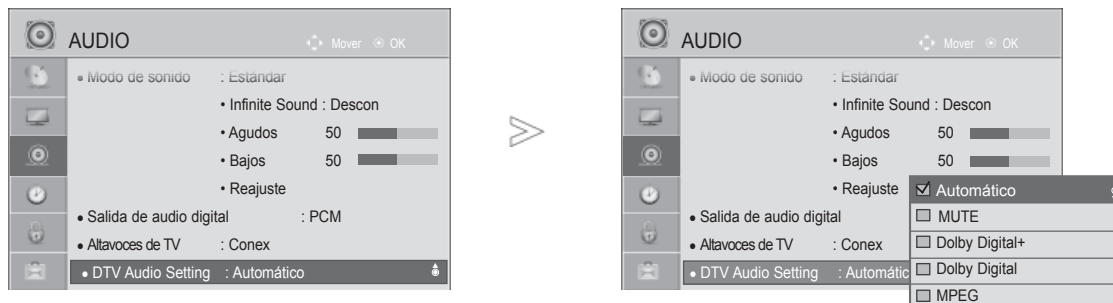 AUDIO Mover OK
• Modo de sonido : Estándar
• Infinite Sound : Descon
• Agudos 50
• Bajos 50
• Reajuste
• Salida de audio digital : PCM
• Altavoces de TV : Conex
• DTV Audio Setting : Automático
AUDIO Mover OK
• Modo de sonido : Estándar
• Infinite Sound : Descon
• Agudos 50
• Bajos 50
• Reajuste
• Salida de audio digital
• Altavoces de TV : Conex
• DTV Audio Setting : Automátic
Automático
MUTE
Dolby Digital+
Dolby Digital
MPEG